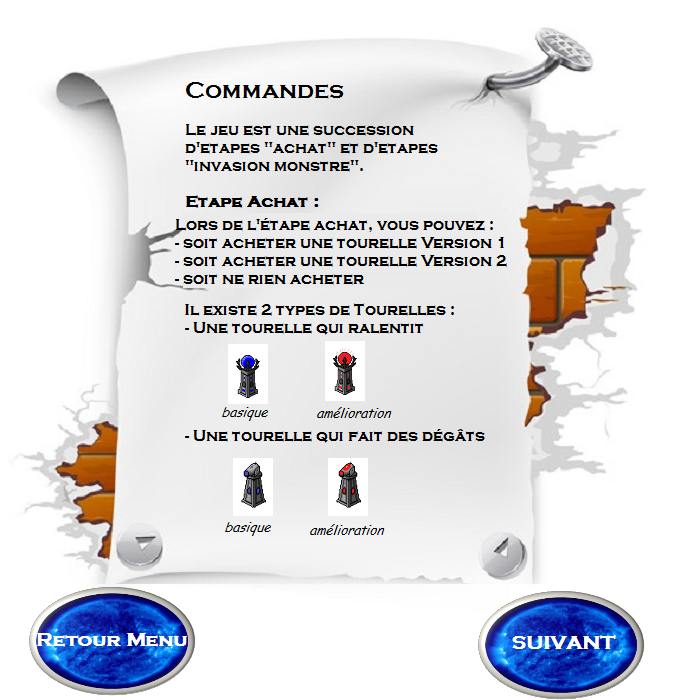 Commandes
Le jeu est une succession
d'etapes "achat" et d'etapes
"invasion monstre".
Etape Achat :
Lors de l'étape achat, vous pouvez :
- soit acheter une tourelle Version 1
- soit acheter une tourelle Version 2
- soit ne rien acheter
Il existe 2 types de Tourelles :
- Une tourelle qui ralentit
basique amélioration
- Une tourelle qui fait des dégâts
basique amélioration
Retour Menu SUIVANT